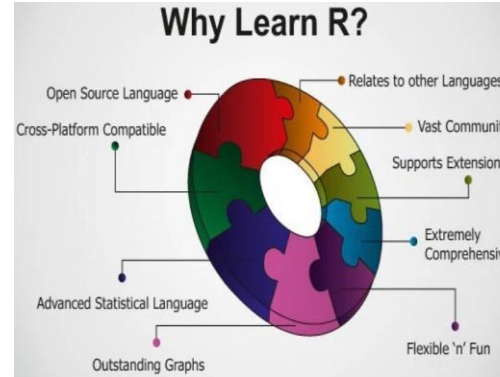 Why Learn R?
Open Source Language
Relates to other Languages
Cross-Platform Compatible
Vast Communit
Supports Extension
Extremely
Comprehensiv
Advanced Statistical Language
Flexible 'n' Fun
Outstanding Graphs